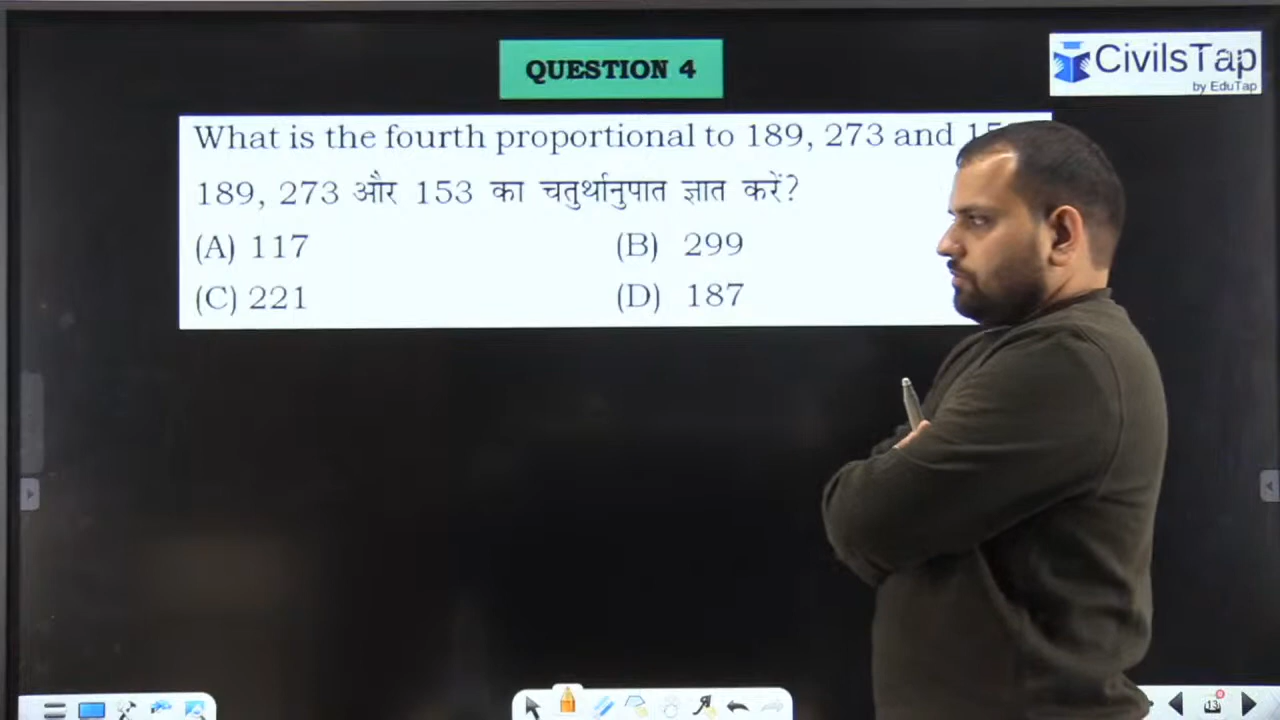 QUESTION 4
CivilsTap
by EduTap
What is the fourth proportional to 189, 273 and
189, 273 और 153 का चतुर्थानुपात ज्ञात करें?
(A) 117
(B) 299
(C) 221
(D) 187
13